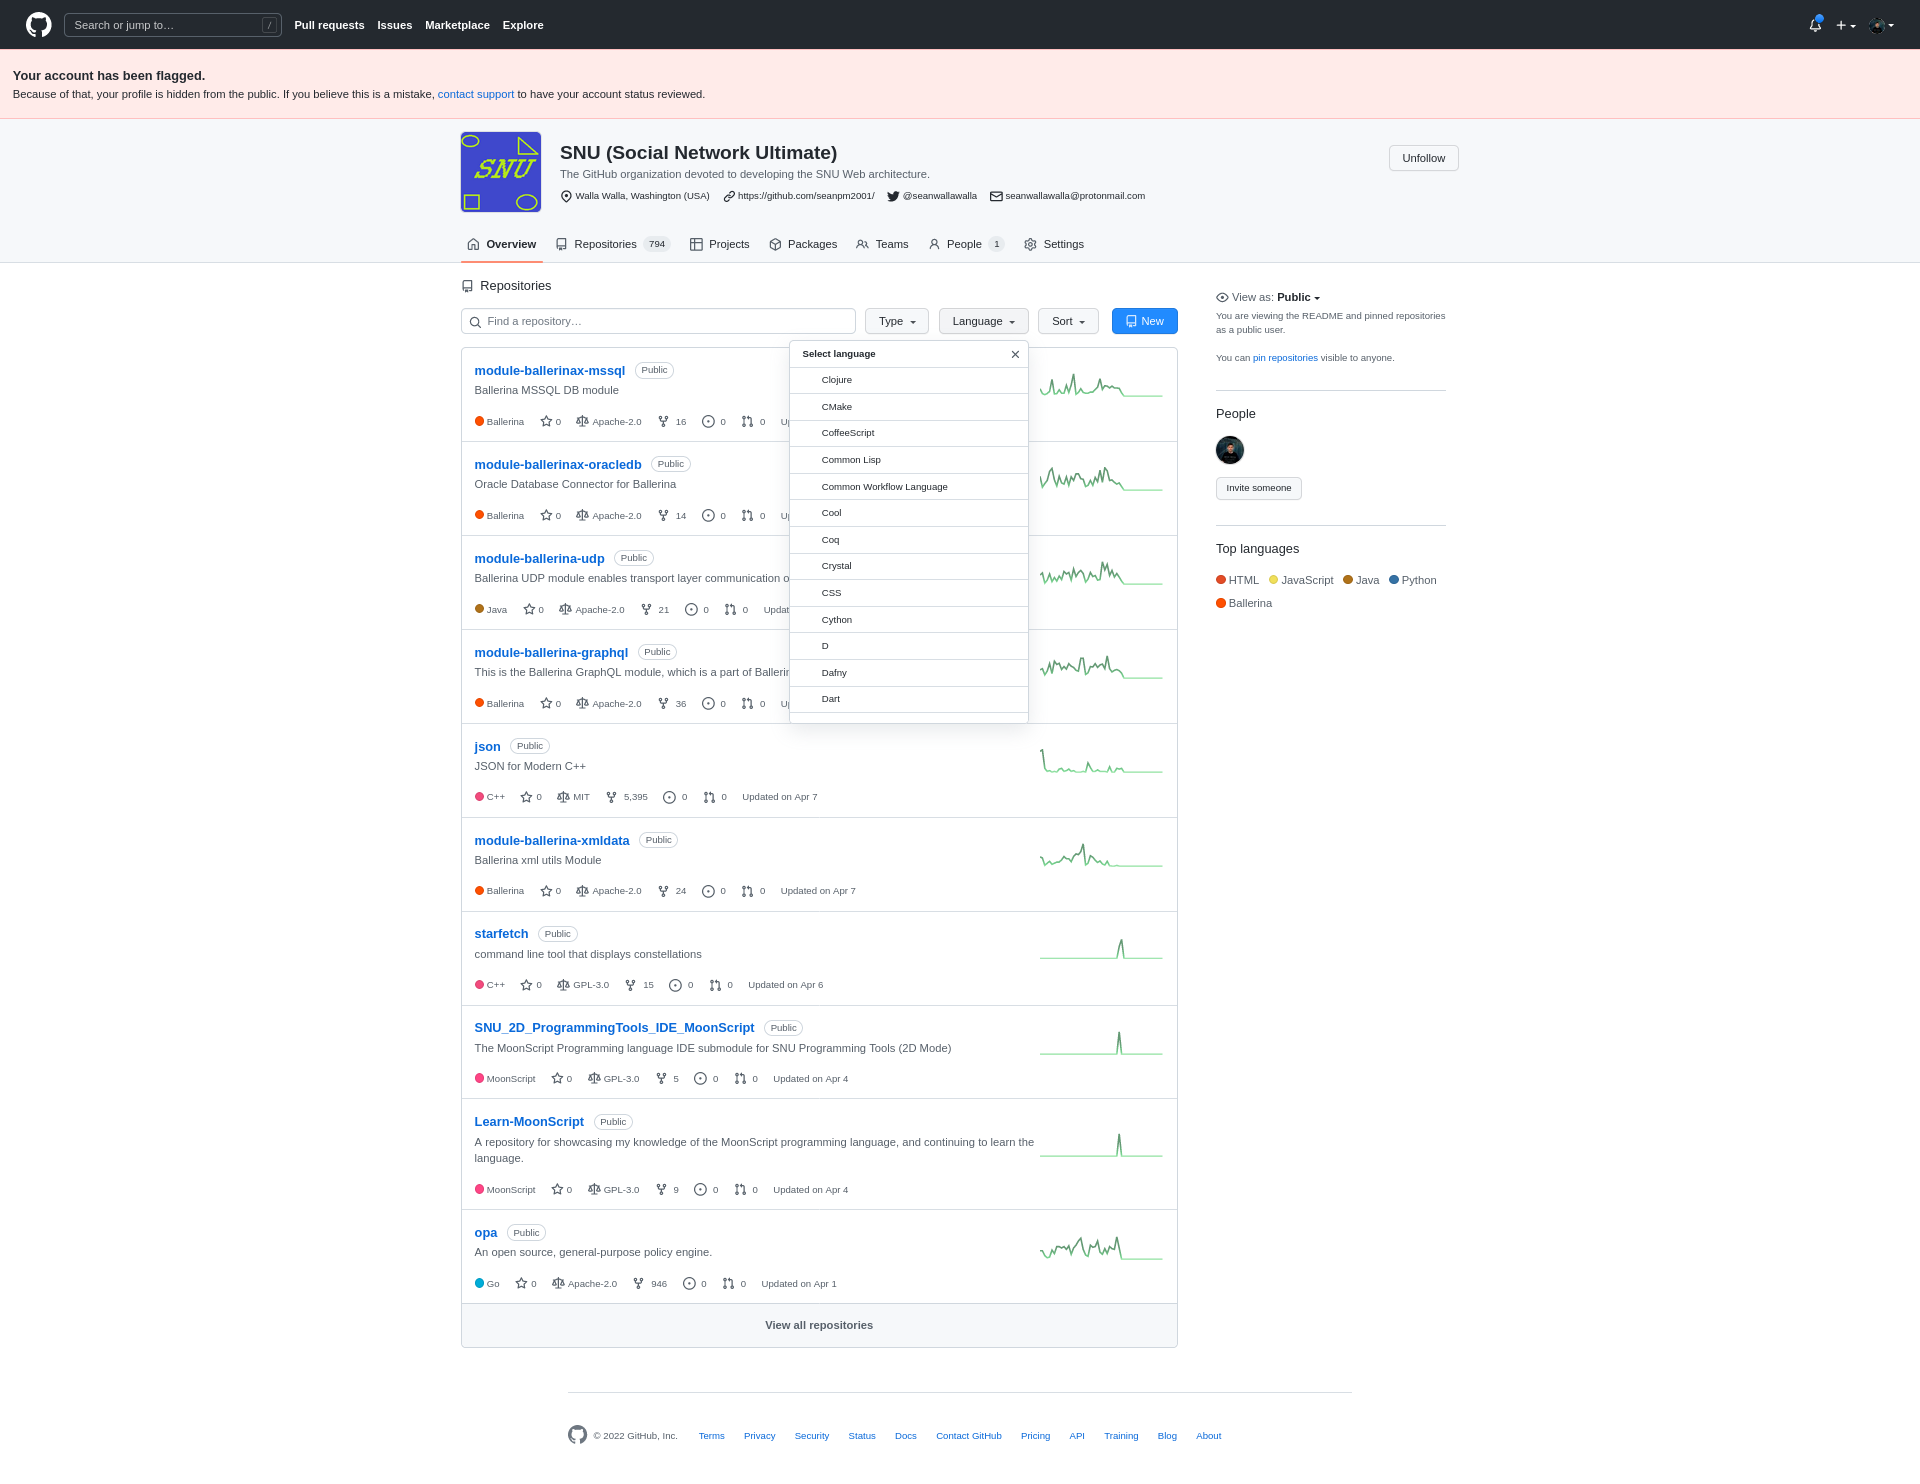 Search or jump to… /
Pull requests Issues Marketplace Explore
Your account has been flagged.
Because of that, your profile is hidden from the public. If you believe this is a mistake, contact support to have your account status reviewed.
SNU
SNU (Social Network Ultimate)
Unfollow
The GitHub organization devoted to developing the SNU Web architecture.
Walla Walla, Washington (USA) https://github.com/seanpm2001/ @seanwallawalla seanwallawalla@protonmail.com
Overview Repositories 794 Projects Packages Teams People 1 Settings
Repositories
Find a repository… Type Language Sort New
Select language
Clojure
CMake
CoffeeScript
Common Lisp
Common Workflow Language
Cool
Coq
Crystal
CSS
Cython
D
Dafny
Dart
module-ballerinax-mssql Public
Ballerina MSSQL DB module
Ballerina 0 Apache-2.0 16 0 0
module-ballerinax-oracledb Public
Oracle Database Connector for Ballerina
Ballerina 0 Apache-2.0 14 0 0
module-ballerina-udp Public
Ballerina UDP module enables transport layer communication
Java 0 Apache-2.0 21 0 0
module-ballerina-graphql Public
This is the Ballerina GraphQL module, which is a part of
Ballerina 0 Apache-2.0 36 0 0
json Public
JSON for Modern C++
C++ 0 MIT 5,395 0 0 Updated on Apr 7
module-ballerina-xmldata Public
Ballerina xml utils Module
Ballerina 0 Apache-2.0 24 0 0 Updated on Apr 7
starfetch Public
command line tool that displays constellations
C++ 0 GPL-3.0 15 0 0 Updated on Apr 6
SNU_2D_ProgrammingTools_IDE_MoonScript Public
The MoonScript Programming language IDE submodule for SNU Programming Tools (2D Mode)
MoonScript 0 GPL-3.0 5 0 0 Updated on Apr 4
Learn-MoonScript Public
A repository for showcasing my knowledge of the MoonScript programming language, and continuing to learn the
language.
MoonScript 0 GPL-3.0 9 0 0 Updated on Apr 4
opa Public
An open source, general-purpose policy engine.
Go 0 Apache-2.0 946 0 0 Updated on Apr 1
View all repositories
View as: Public
You are viewing the README and pinned repositories
as a public user.
You can pin repositories visible to anyone.
People
Invite someone
Top languages
HTML JavaScript Java Python
Ballerina
© 2022 GitHub, Inc. Terms Privacy Security Status Docs Contact GitHub Pricing API Training Blog About